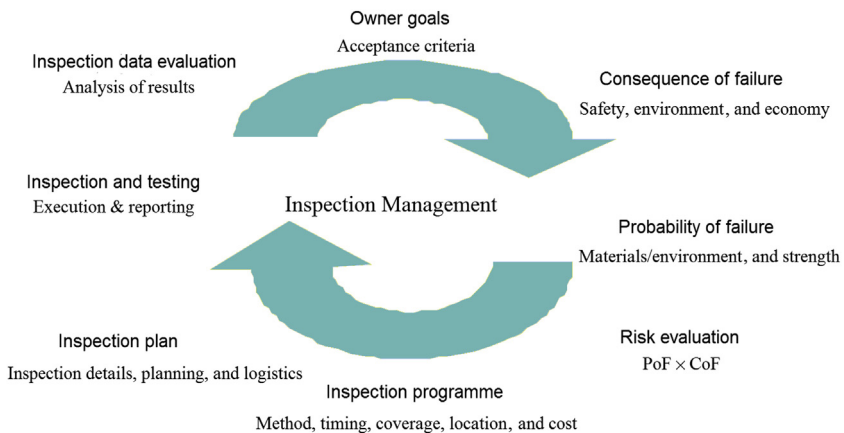 Owner goals
Acceptance criteria
Consequence of failure
Safety, environment, and economy
Probability of failure
Materials/environment, and strength
Risk evaluation
PoF × CoF
Inspection programme
Method, timing, coverage, location, and cost
Inspection plan
Inspection details, planning, and logistics
Inspection and testing
Execution & reporting
Inspection data evaluation
Analysis of results
Inspection Management